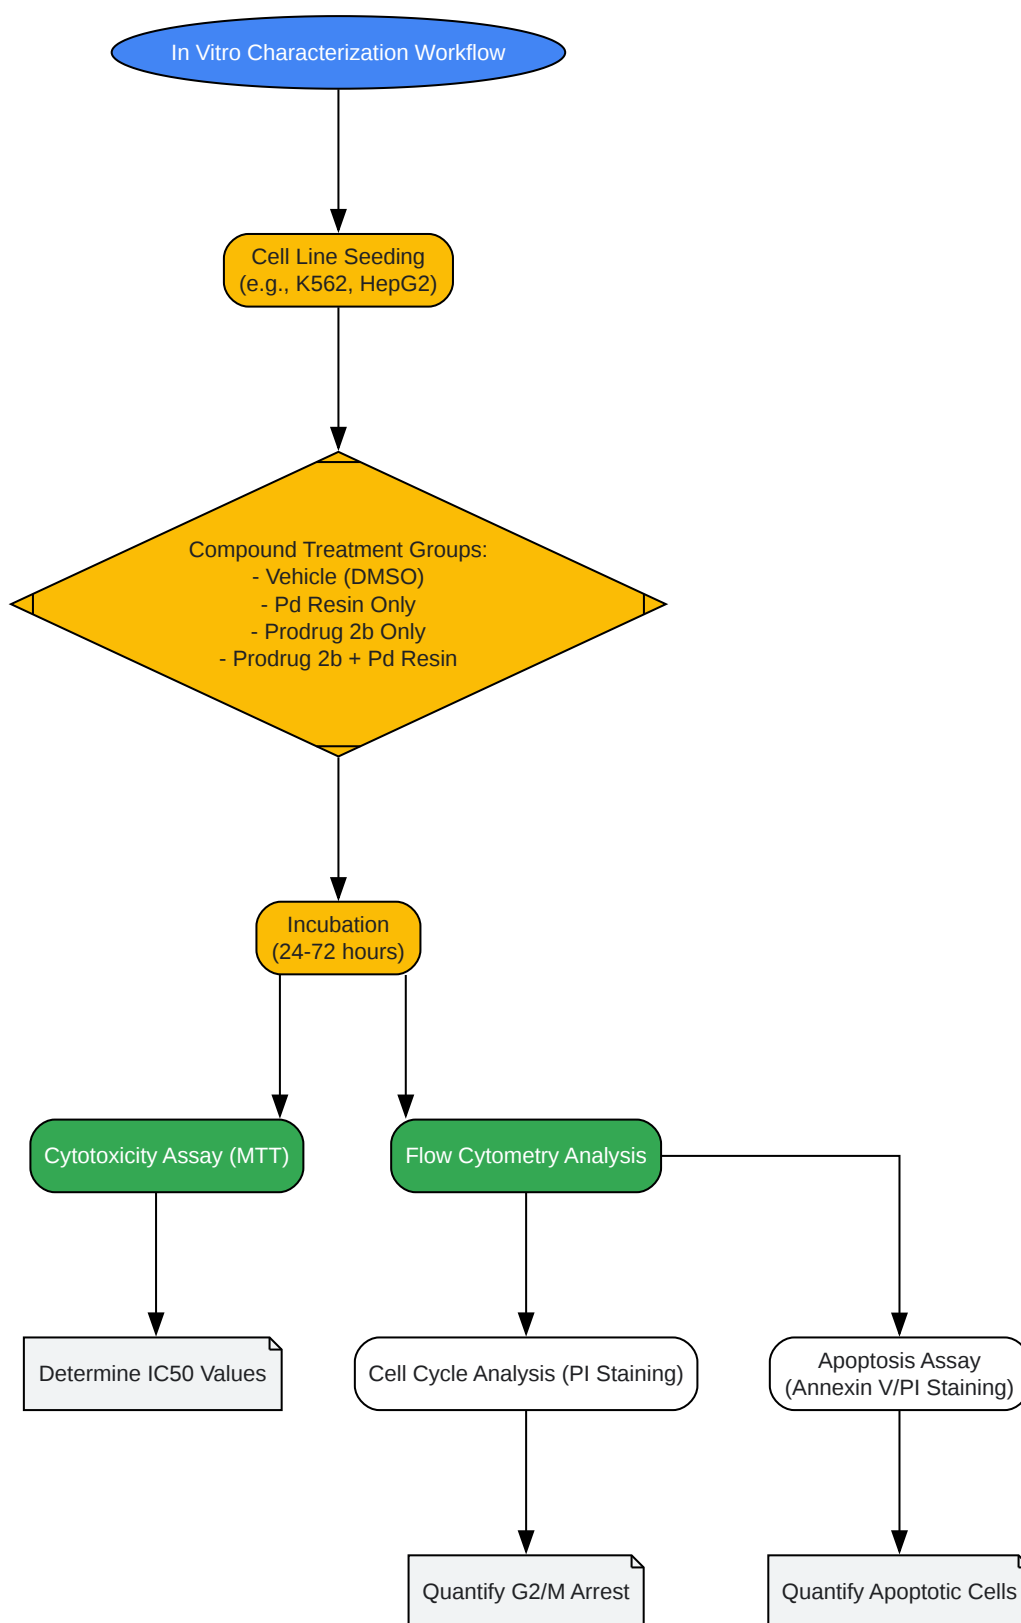 In Vitro Characterization Workflow
Cell Line Seeding
(e.g., K562, HepG2)
Compound Treatment Groups:
- Vehicle (DMSO)
- Pd Resin Only
- Prodrug 2b Only
- Prodrug 2b + Pd Resin
Incubation
(24-72 hours)
Cytotoxicity Assay (MTT)
Flow Cytometry Analysis
Determine IC50 Values
Cell Cycle Analysis (PI Staining)
Apoptosis Assay
(Annexin V/PI Staining)
Quantify G2/M Arrest
Quantify Apoptotic Cells